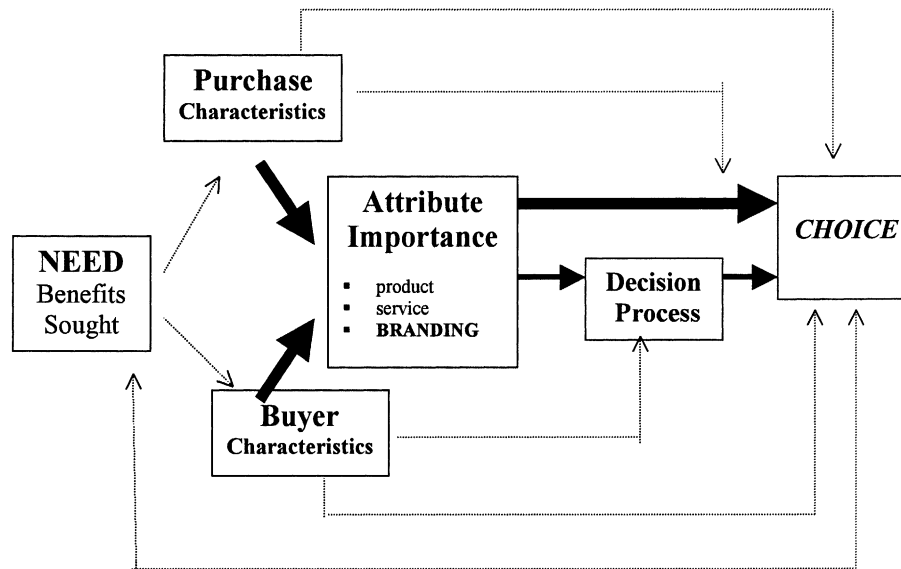 Purchase
Characteristics
Attribute
Importance
▪ product
▪ service
▪ BRANDING
CHOICE
NEED
Benefits
Sought
Decision
Process
Buyer
Characteristics